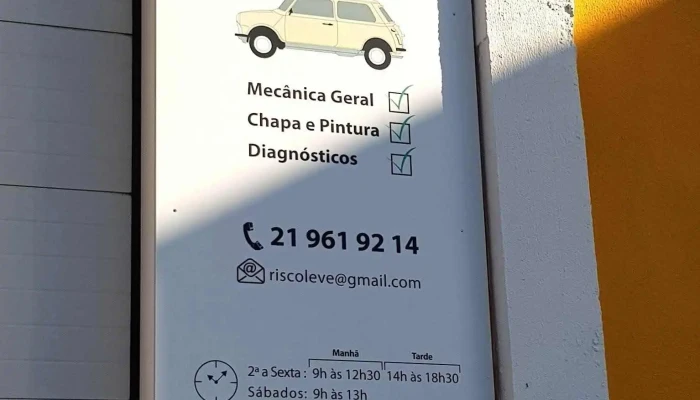 Mecânica Geral
Chapa e Pintura
Diagnósticos
21 961 92 14
riscoleve@gmail.com
Manhã Tarde
2ª a Sexta : 9h às 12h30 14h às 18h30
Sábados: 9h às 13h